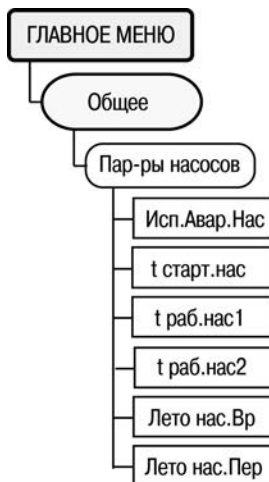 ГЛАВНОЕ МЕНЮ
Общее
Пар-ры насосов
Исп.Авар.Нас
t старт.нас
t раб.нас1
t раб.нас2
Лето нас.Вр
Лето нас.Пер